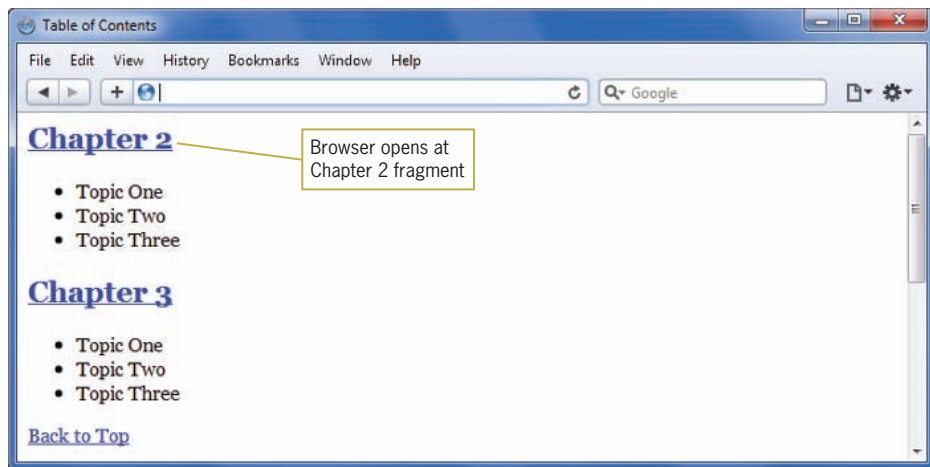 Table of Contents
File Edit View History Bookmarks Window Help
Google
Chapter 2
Browser opens at
Chapter 2 fragment
• Topic One
• Topic Two
• Topic Three
Chapter 3
• Topic One
• Topic Two
• Topic Three
Back to Top